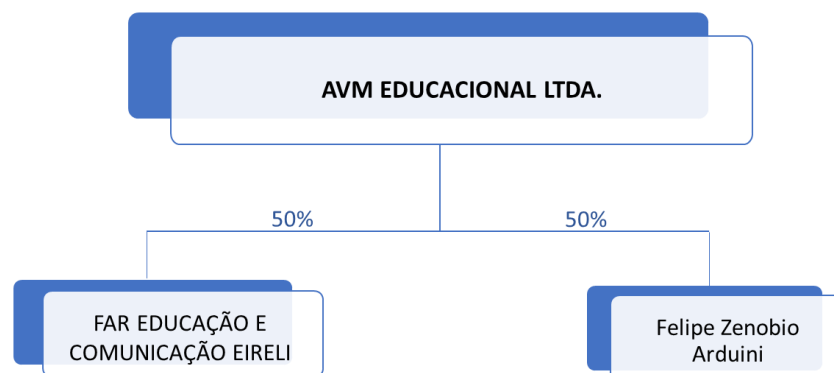 AVM EDUCACIONAL LTDA.
50%
50%
FAR EDUCAÇÃO E
COMUNICAÇÃO EIRELI
Felipe Zenobio
Arduini